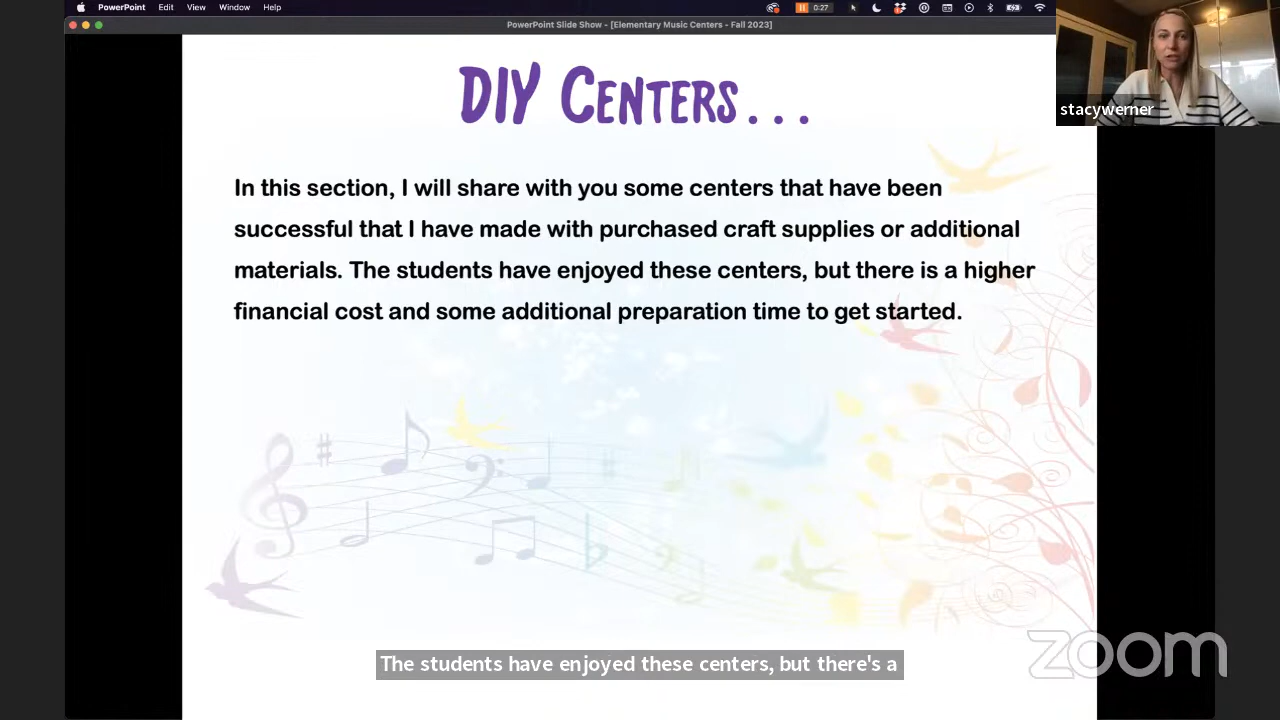 PowerPoint Edit View Window Help
0:27
PowerPoint Slide Show - [Elementary Music Centers - Fall 2023]
DIY CENTERS...
stacywerner
In this section, I will share with you some centers that have been
successful that I have made with purchased craft supplies or additional
materials. The students have enjoyed these centers, but there is a higher
financial cost and some additional preparation time to get started.
zoom
The students have enjoyed these centers, but there's a